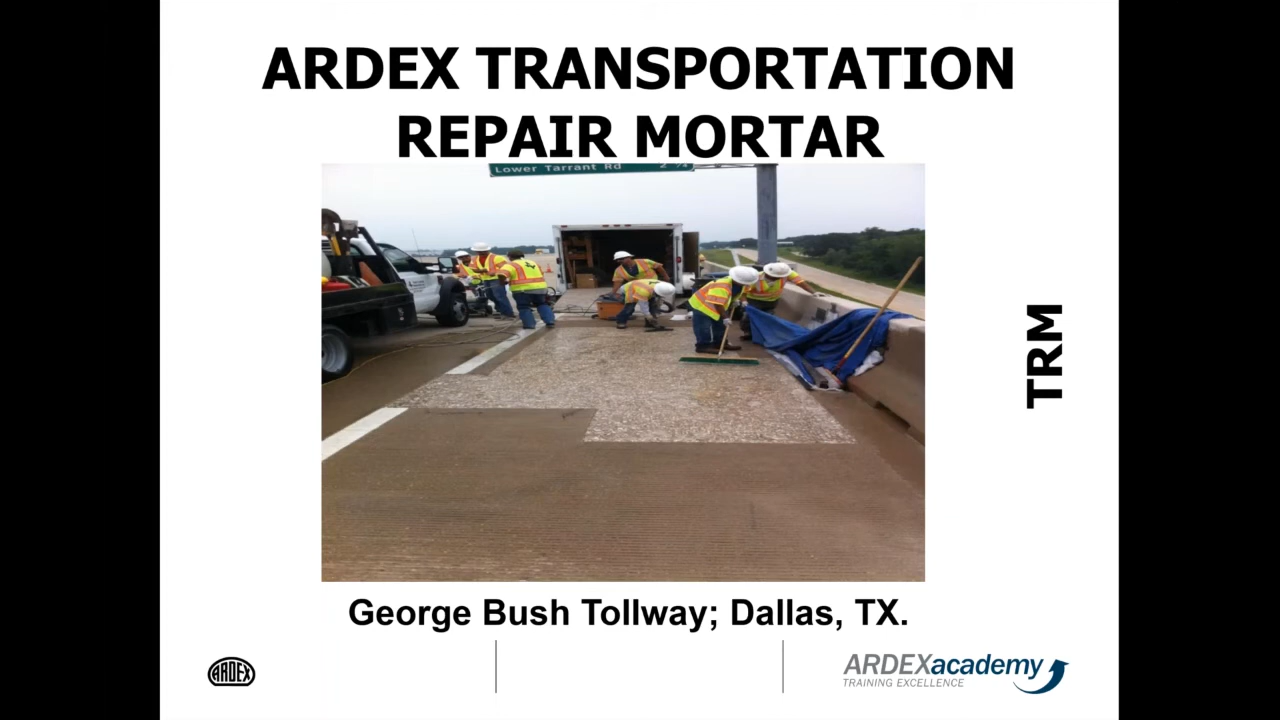 ARDEX TRANSPORTATION
REPAIR MORTAR
Lower Tarrant Rd
TRM
George Bush Tollway; Dallas, TX.
ARDEX
ARDEXacademy
TRAINING EXCELLENCE